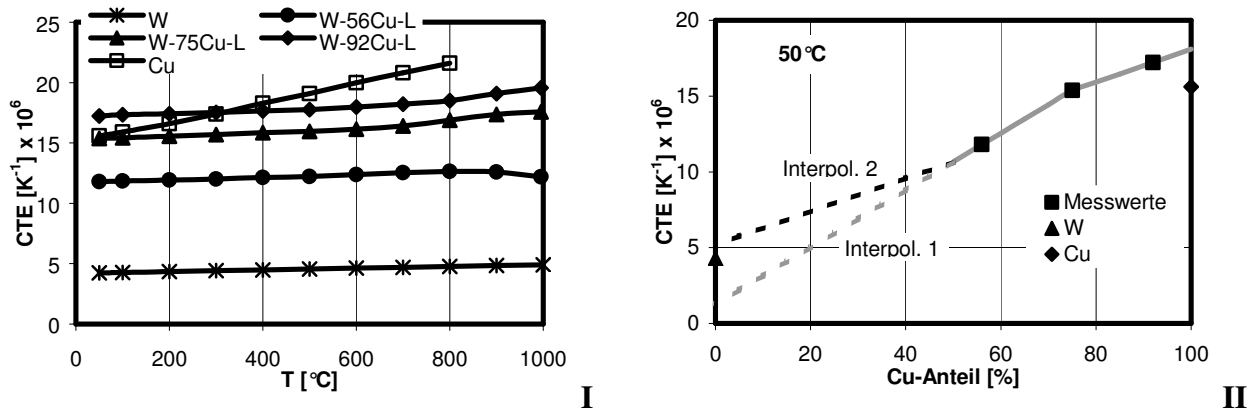 W
W-56Cu-L
W-75Cu-L
W-92Cu-L
Cu
25
20
15
10
5
0
CTE [K⁻¹] x 10⁶
0 200 400 600 800 1000
T [°C]
I
20
15
10
5
0
CTE [K⁻¹] x 10⁶
50°C
Interpol. 2
Interpol. 1
Messwerte
W
Cu
0 20 40 60 80 100
Cu-Anteil [%]
II